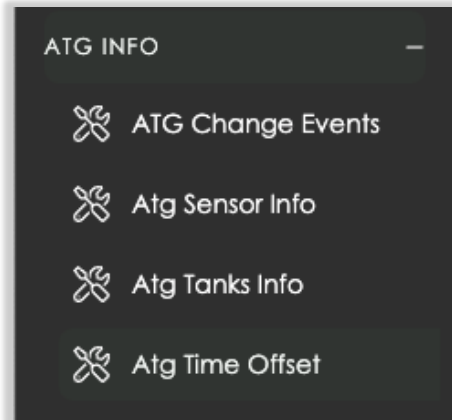 ATG INFO
ATG Change Events
Atg Sensor Info
Atg Tanks Info
Atg Time Offset